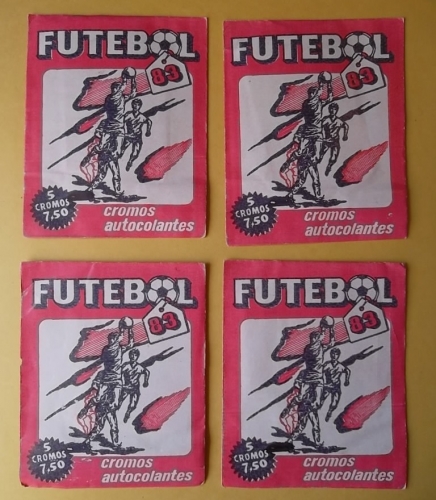 FUTEBOL
83
5
CROMOS
7,50
cromos
autocolantes
FUTEBOL
83
5
CROMOS
7,50
cromos
autocolantes
FUTEBOL
83
5
CROMOS
7,50
cromos
autocolantes
FUTEBOL
83
5
CROMOS
7,50
cromos
autocolantes